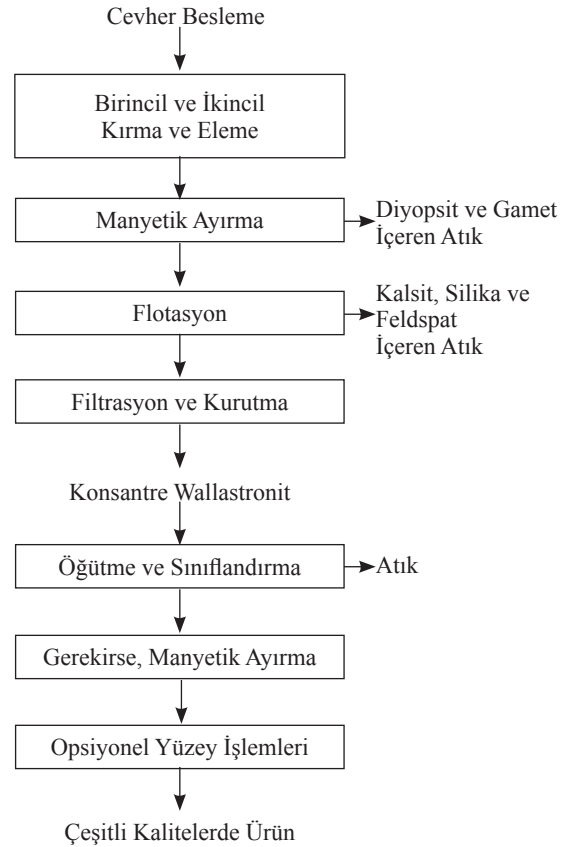 Cevher Besleme
Birincil ve İkincil
Kırma ve Eleme
Manyetik Ayırma
Diyopsit ve Gamet
İçeren Atık
Flotasyon
Kalsit, Silika ve
Feldspat
İçeren Atık
Filtrasyon ve Kurutma
Konsantre Wallastronit
Öğütme ve Sınıflandırma
Atık
Gerekirse, Manyetik Ayırma
Opsiyonel Yüzey İşlemleri
Çeşitli Kalitelerde Ürün